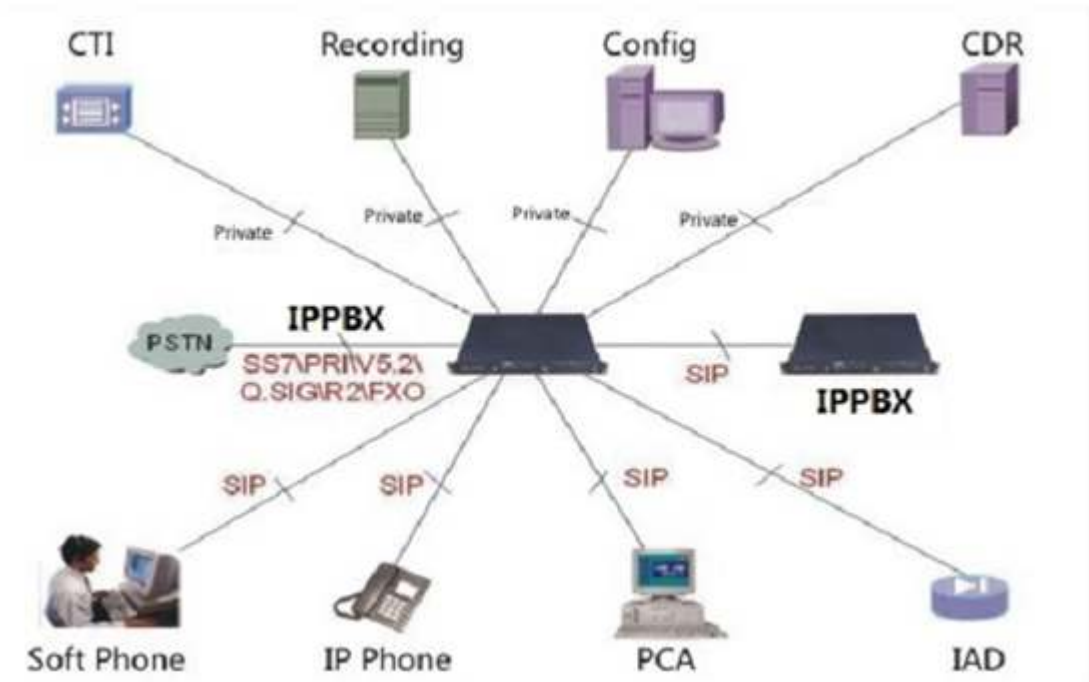 CTI
Recording
Config
CDR
Private
Private
Private
Private
PSTN
IPPBX
SS7\PRI\V5.2\
Q.SIG\R2\FXO
SIP
IPPBX
SIP
SIP
SIP
SIP
Soft Phone
IP Phone
PCA
IAD